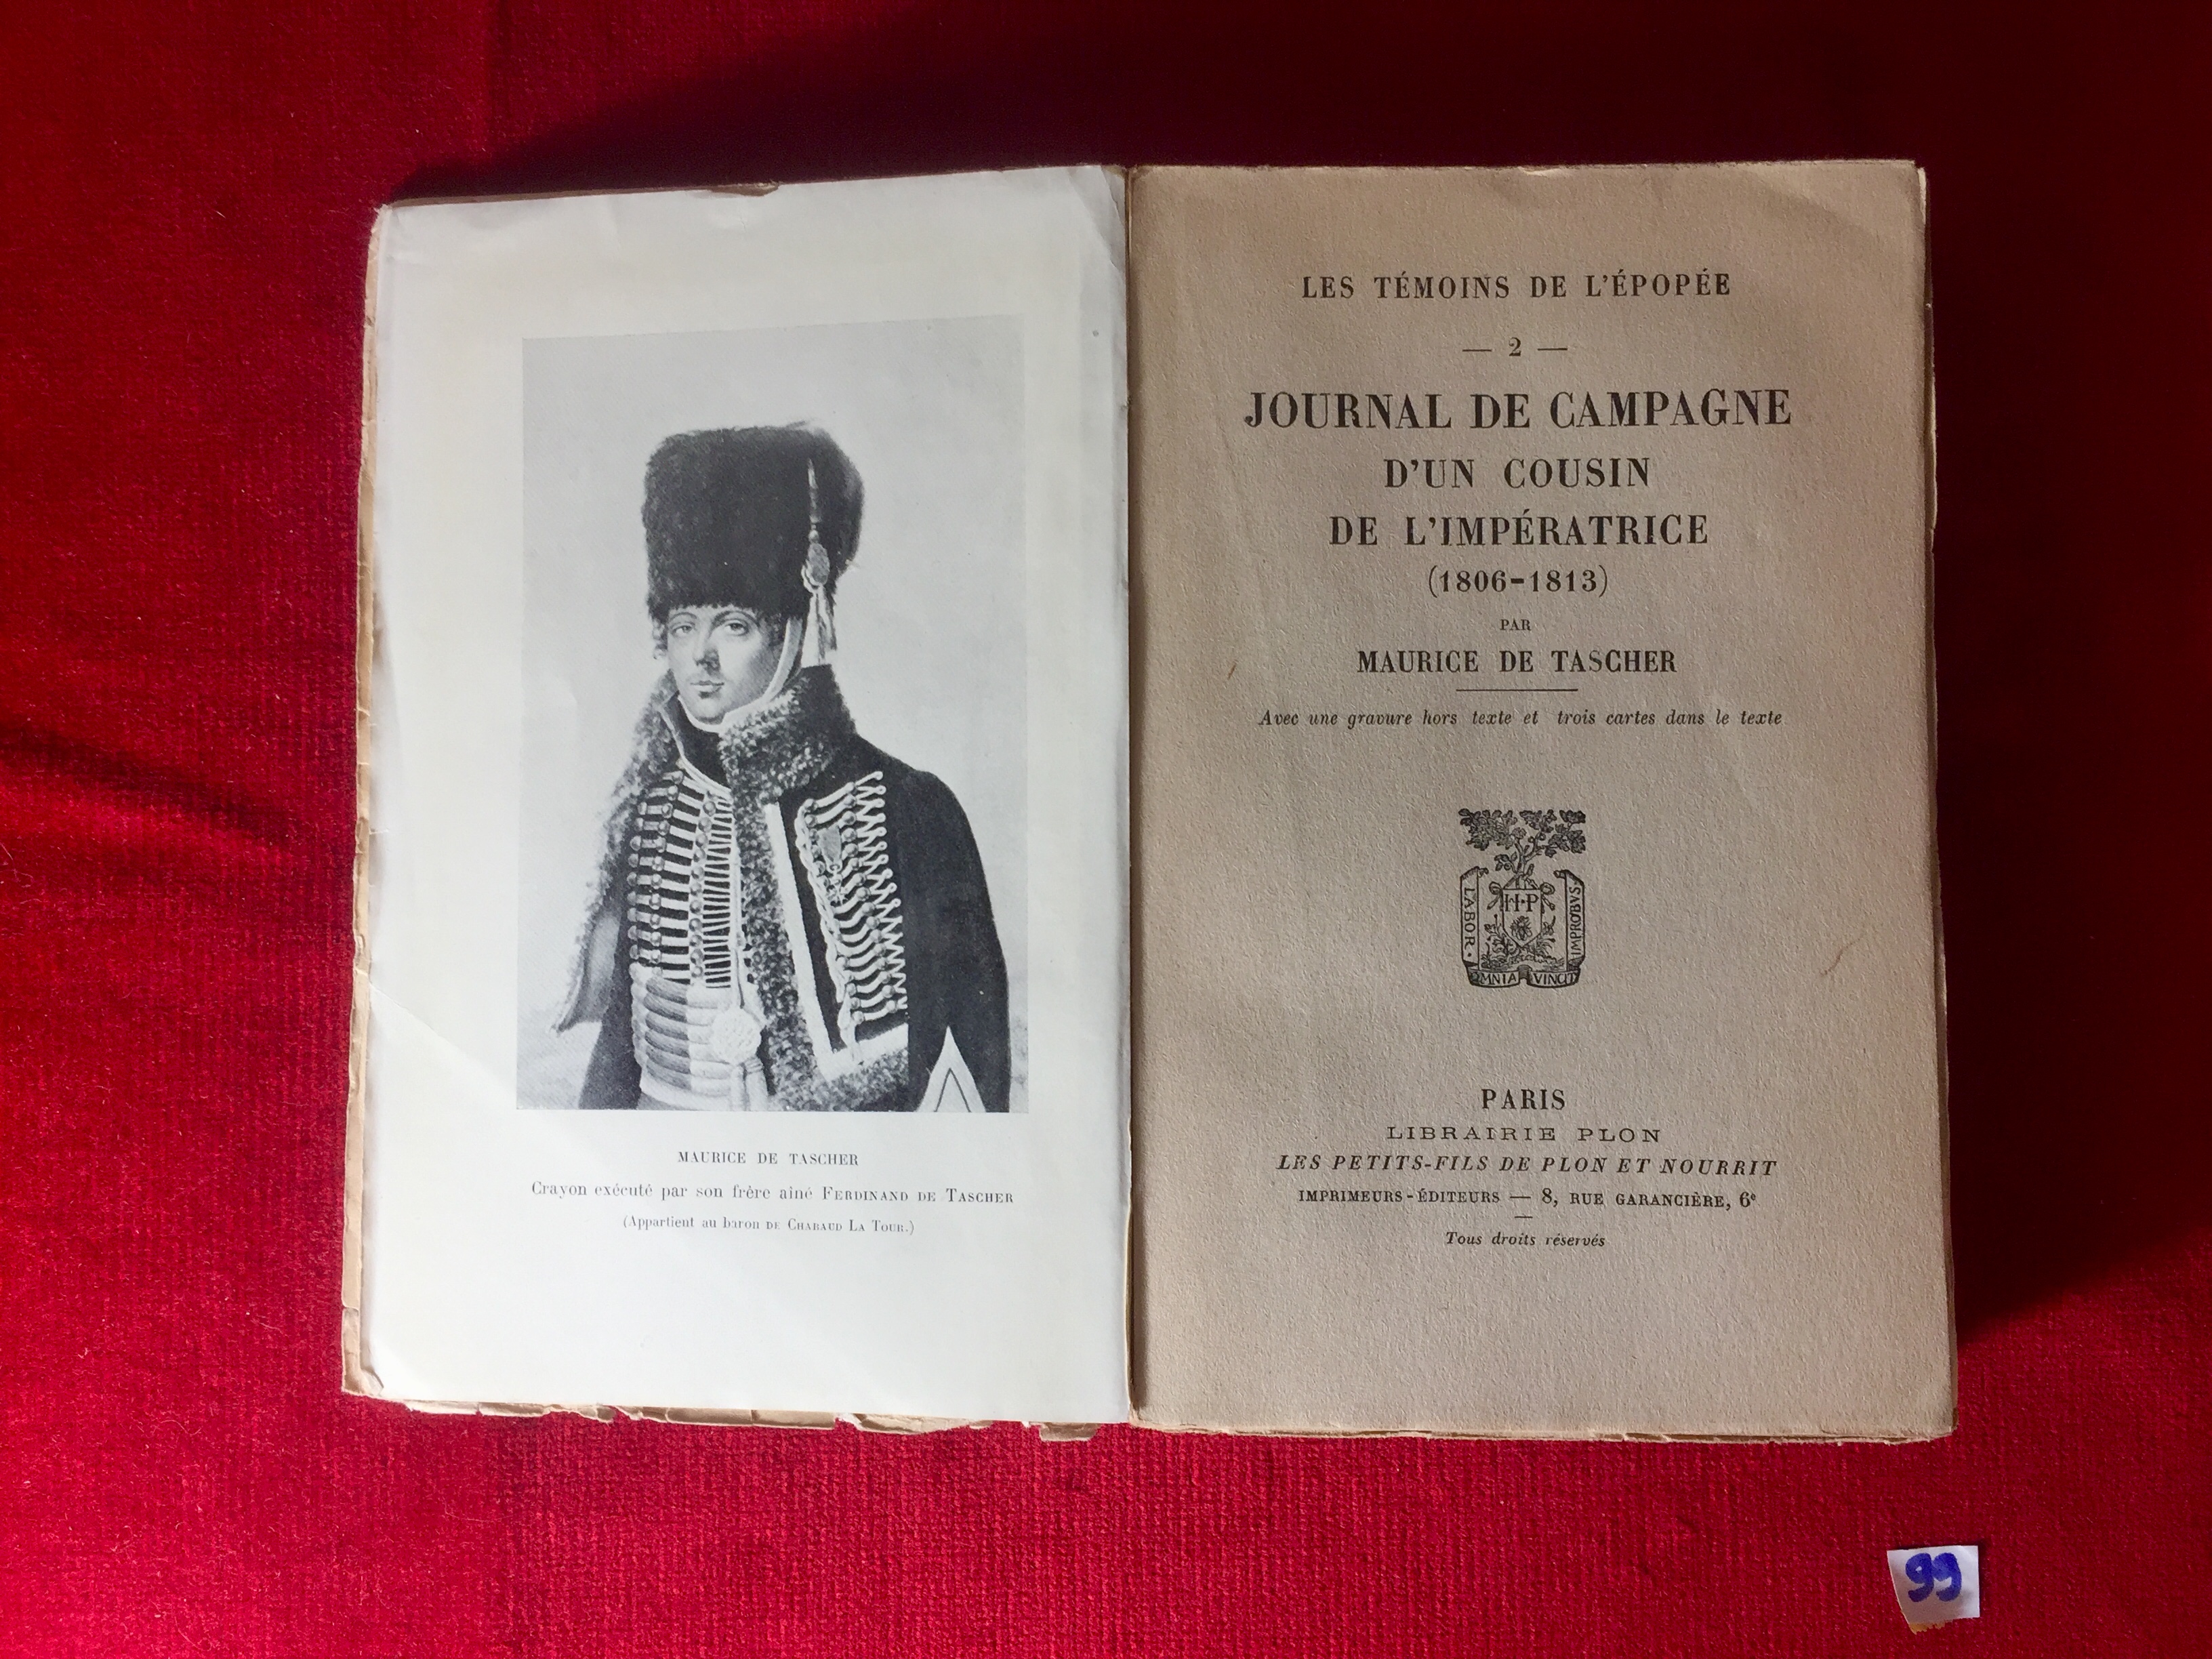 MAURICE DE TASCHER
Crayon exécuté par son frère aîné FERDINAND DE TASCHER
(Appartient au baron DE CHABAUD LA TOUR.)
LES TÉMOINS DE L'ÉPOPÉE
— 2 —
JOURNAL DE CAMPAGNE
D'UN COUSIN
DE L'IMPÉRATRICE
(1806-1813)
PAR
MAURICE DE TASCHER
Avec une gravure hors texte et trois cartes dans le texte
H·P
LABOR·
OMNIA VINCIT
IMPROBVS·
PARIS
LIBRAIRIE PLON
LES PETITS-FILS DE PLON ET NOURRIT
IMPRIMEURS-ÉDITEURS — 8, RUE GARANCIÈRE, 6e
Tous droits réservés
99